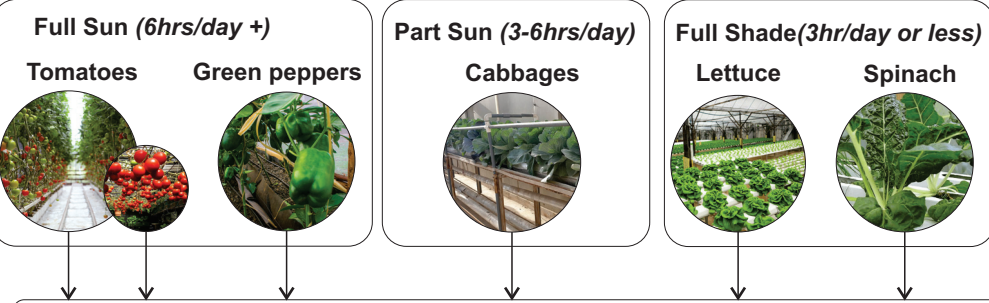 Full Sun (6hrs/day +)
Tomatoes
Green peppers
Part Sun (3-6hrs/day)
Cabbages
Full Shade(3hr/day or less)
Lettuce
Spinach